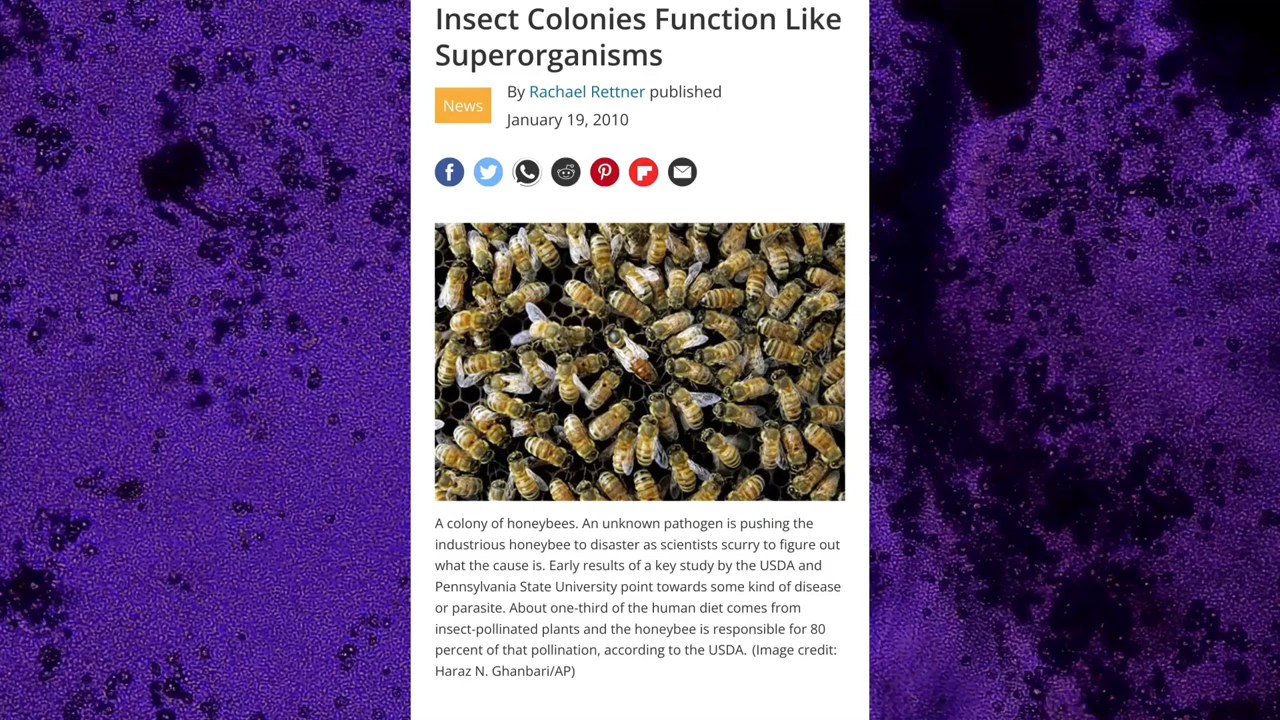 Insect Colonies Function Like
Superorganisms
News
By Rachael Rettner published
January 19, 2010
A colony of honeybees. An unknown pathogen is pushing the
industrious honeybee to disaster as scientists scurry to figure out
what the cause is. Early results of a key study by the USDA and
Pennsylvania State University point towards some kind of disease
or parasite. About one-third of the human diet comes from
insect-pollinated plants and the honeybee is responsible for 80
percent of that pollination, according to the USDA. (Image credit:
Haraz N. Ghanbari/AP)